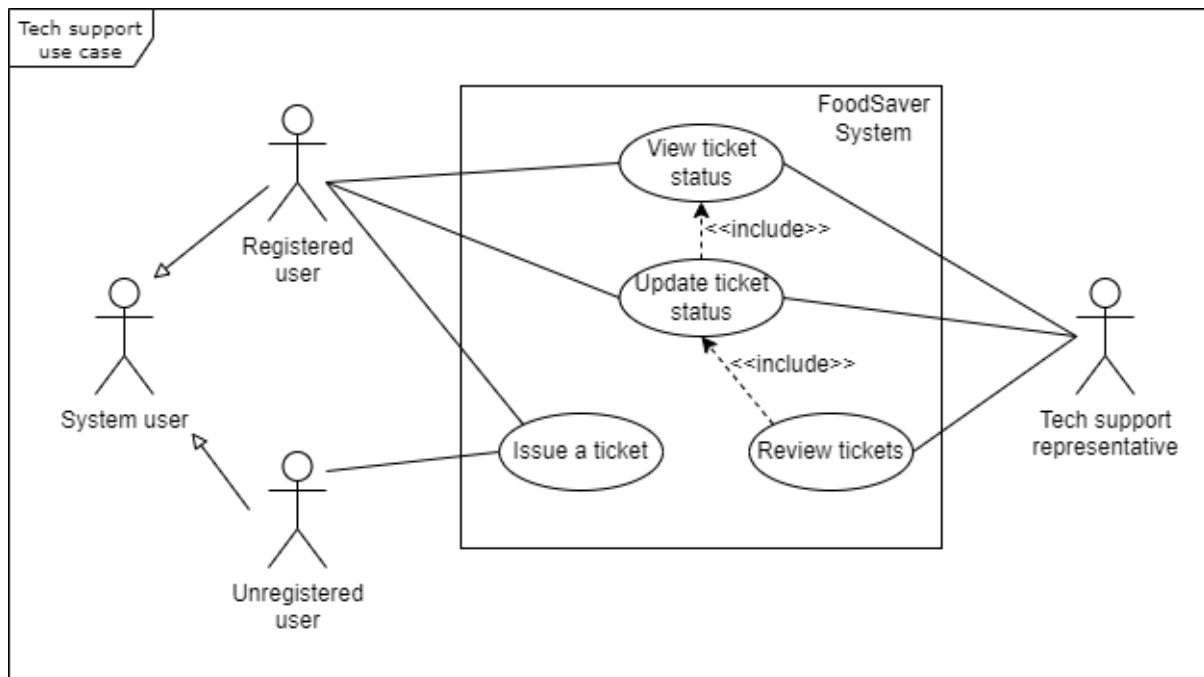 Tech support
use case
FoodSaver
System
View ticket
status
<<include>>
Registered
user
Update ticket
status
<<include>>
System user
Tech support
representative
Issue a ticket
Review tickets
Unregistered
user